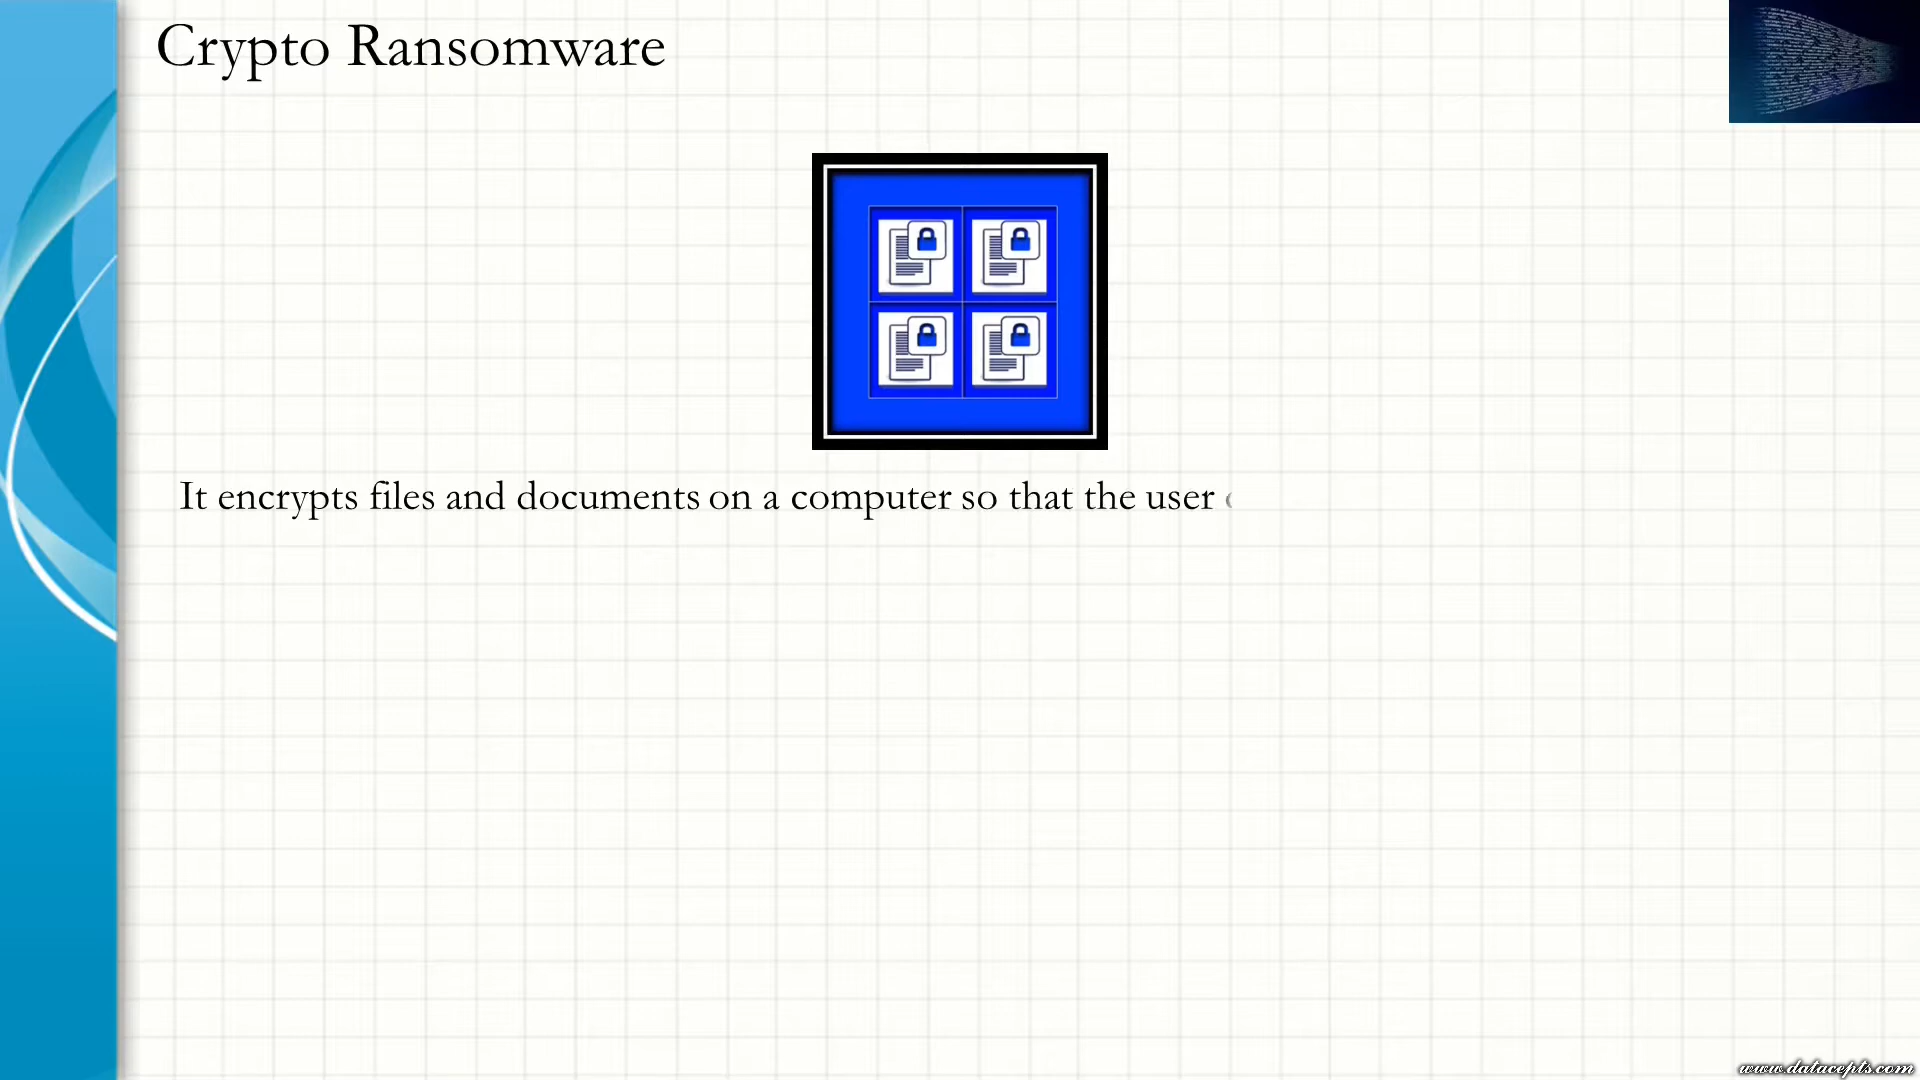 Crypto Ransomware
It encrypts files and documents on a computer so that the user
www.datacepts.com